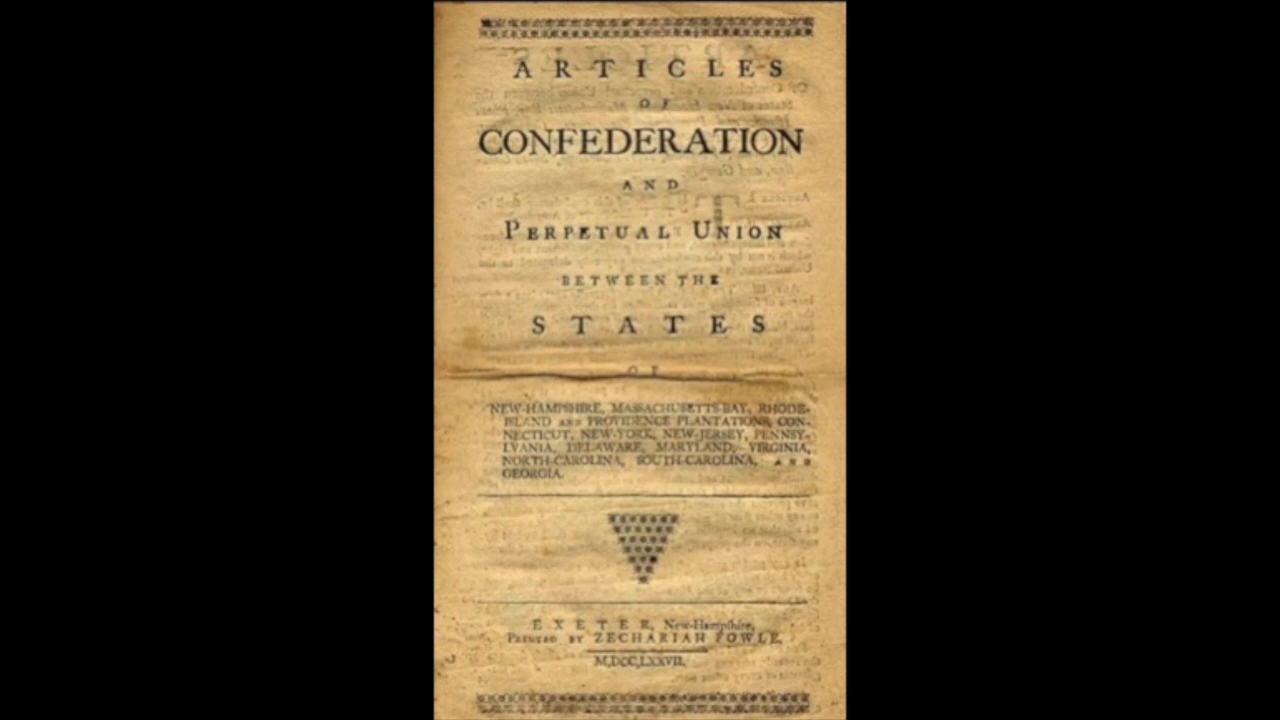 ARTICLES
OF
CONFEDERATION
AND
PERPETUAL UNION
BETWEEN THE
STATES
OF
NEW-HAMPSHIRE, MASSACHUSETTS-BAY, RHODE-
ISLAND AND PROVIDENCE PLANTATIONS, CON-
NECTICUT, NEW-YORK, NEW-JERSEY, PENNSY-
LVANIA, DELAWARE, MARYLAND, VIRGINIA,
NORTH-CAROLINA, SOUTH-CAROLINA, AND
GEORGIA.
EXETER, New-Hampshire,
PRINTED BY ZECHARIAH FOWLE.
M,DCC,LXXVII.